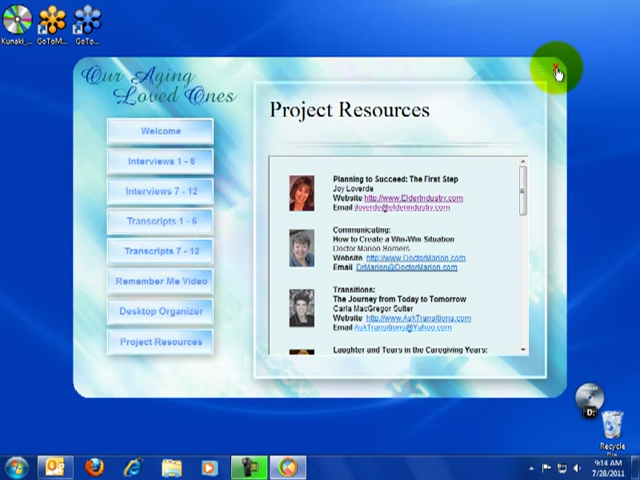 Kunaki_...
GoToM...
GoTo...
Our Aging
Loved Ones
Welcome
Interviews 1 - 6
Interviews 7 - 12
Transcripts 1 - 6
Transcripts 7 - 12
Remember Me Video
Desktop Organizer
Project Resources
Project Resources
Planning to Succeed: The First Step
Joy Loverde
Website http://www.ElderIndustry.com
Email jloverde@elderindustry.com
Communicating:
How to Create a Win-Win Situation
Doctor Marion Somers
Website http://www.DoctorMarion.com
Email DrMarion@DoctorMarion.com
Transitions:
The Journey from Today to Tomorrow
Carla MacGregor Sutter
Website http://www.AskTransitions.com
Email AskTransitions@Yahoo.com
Laughter and Tears in the Caregiving Years:
D:
Recycle
9:14 AM
7/28/2011